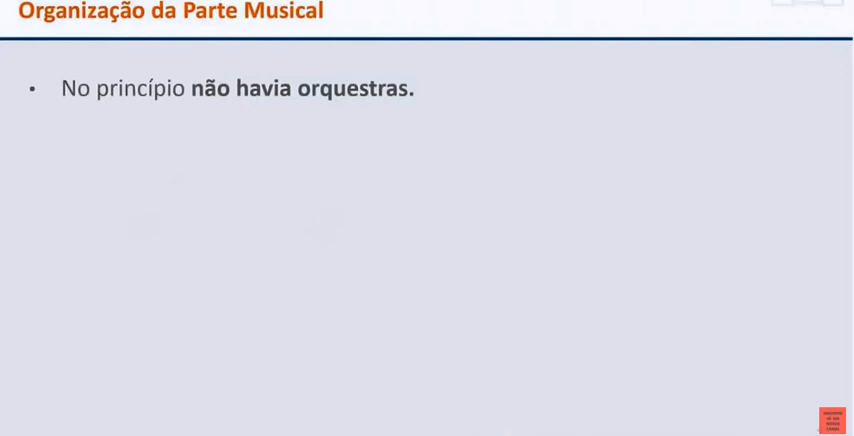 Organização da Parte Musical
• No princípio não havia orquestras.